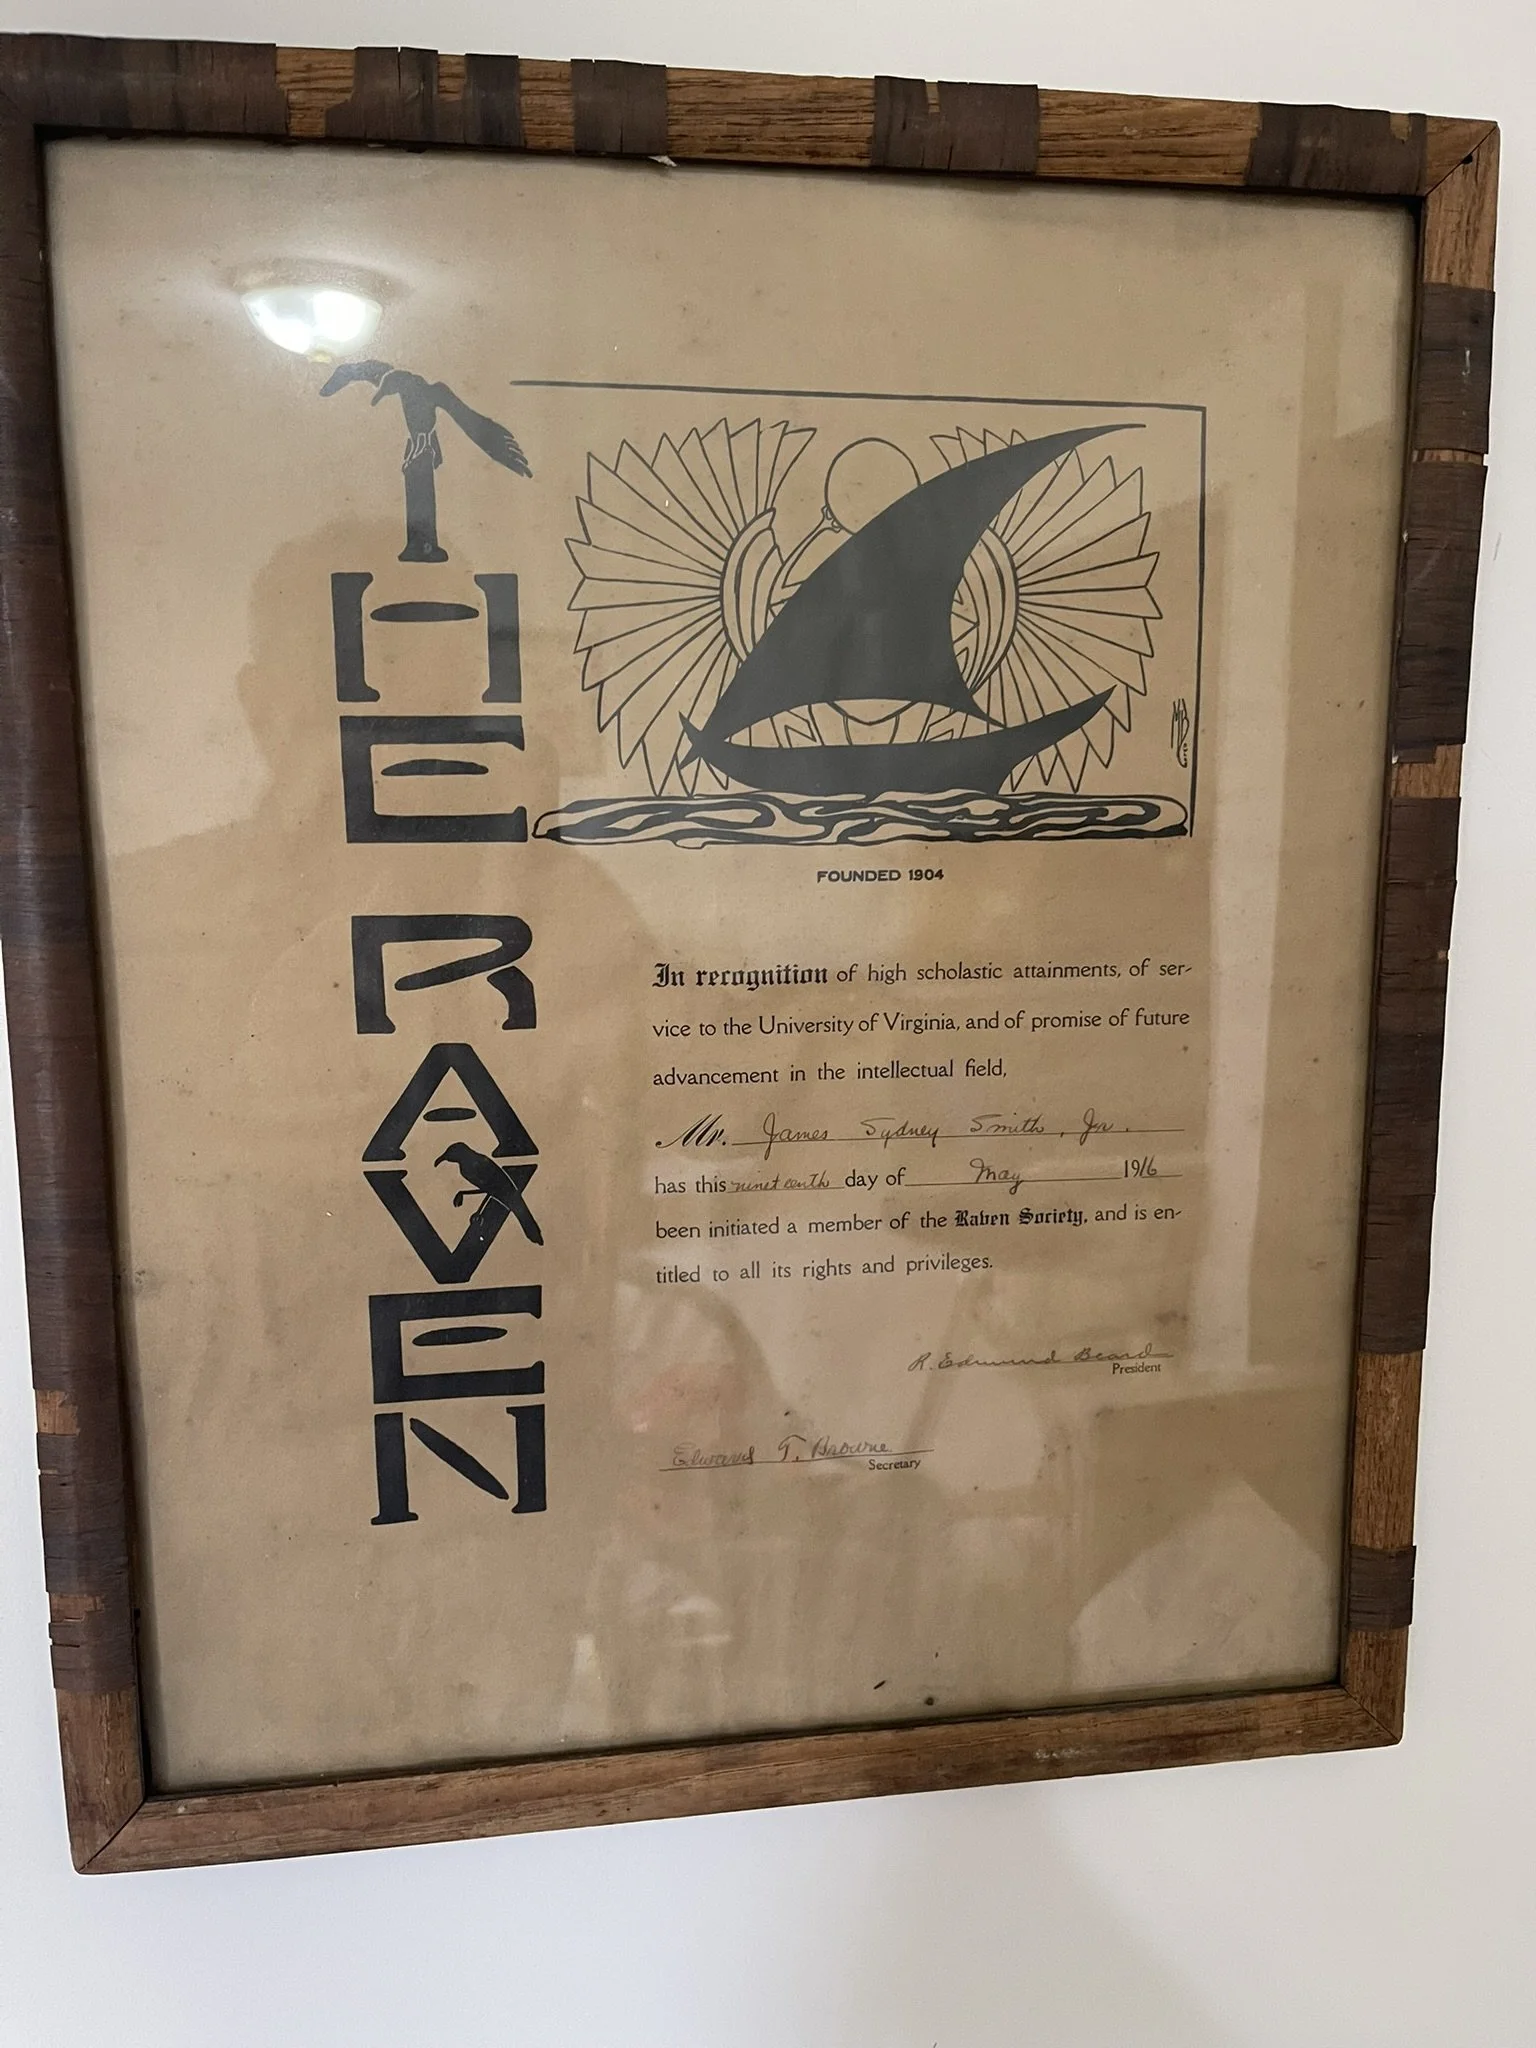 THE RAVEN
FOUNDED 1904
In recognition of high scholastic attainments, of ser-
vice to the University of Virginia, and of promise of future
advancement in the intellectual field,
Mr. James Sydney Smith, Jr.
has this nineteenth day of May 1916
been initiated a member of the Raven Society, and is en-
titled to all its rights and privileges.
R. Edmund Beard
President
Edward T. Browne
Secretary